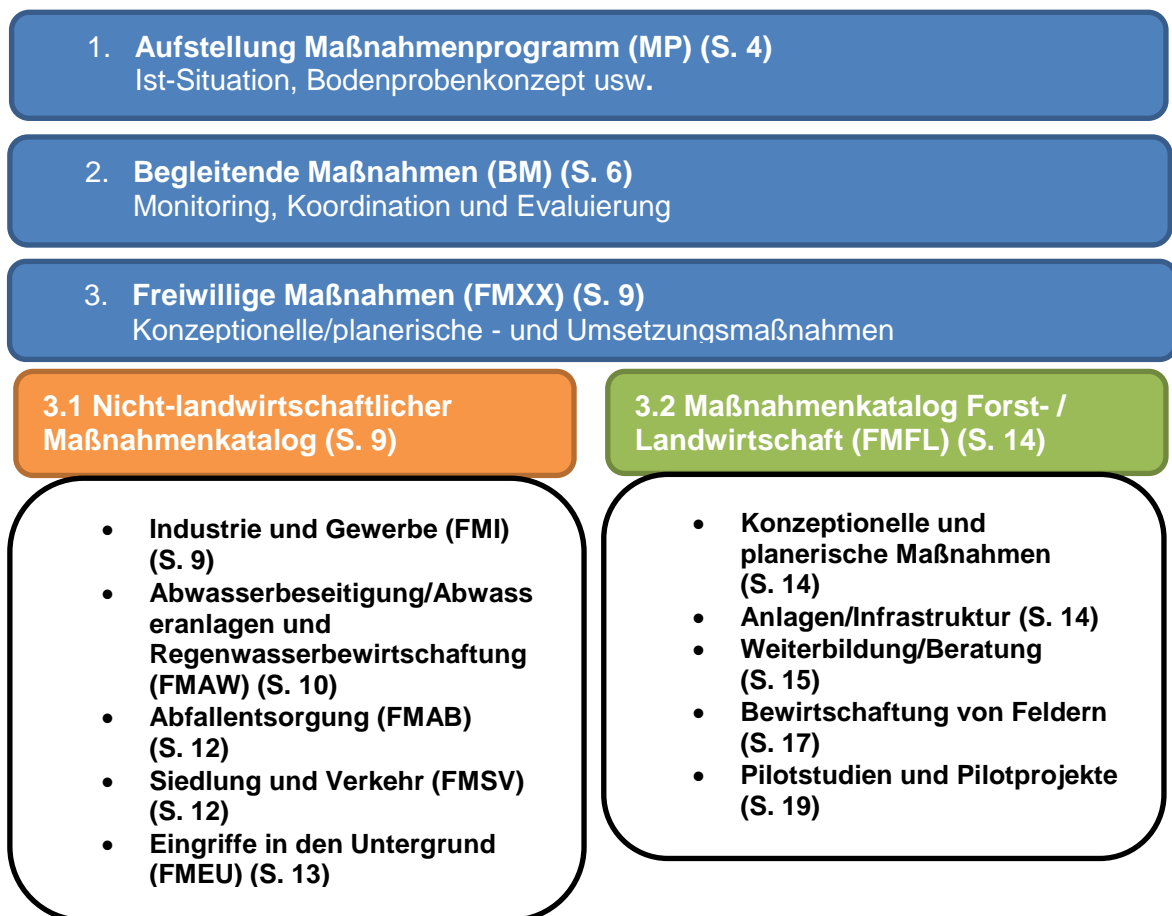 1. Aufstellung Maßnahmenprogramm (MP) (S. 4)
Ist-Situation, Bodenprobenkonzept usw.
2. Begleitende Maßnahmen (BM) (S. 6)
Monitoring, Koordination und Evaluierung
3. Freiwillige Maßnahmen (FMXX) (S. 9)
Konzeptionelle/planerische - und Umsetzungsmaßnahmen
3.1 Nicht-landwirtschaftlicher
Maßnahmenkatalog (S. 9)
• Industrie und Gewerbe (FMI)
(S. 9)
• Abwasserbeseitigung/Abwass
eranlagen und
Regenwasserbewirtschaftung
(FMAW) (S. 10)
• Abfallentsorgung (FMAB)
(S. 12)
• Siedlung und Verkehr (FMSV)
(S. 12)
• Eingriffe in den Untergrund
(FMEU) (S. 13)
3.2 Maßnahmenkatalog Forst- /
Landwirtschaft (FMFL) (S. 14)
• Konzeptionelle und
planerische Maßnahmen
(S. 14)
• Anlagen/Infrastruktur (S. 14)
• Weiterbildung/Beratung
(S. 15)
• Bewirtschaftung von Feldern
(S. 17)
• Pilotstudien und Pilotprojekte
(S. 19)